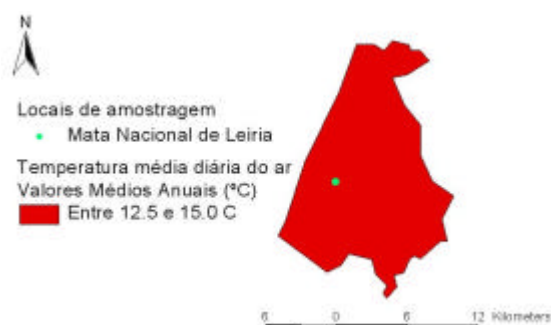 N
Locais de amostragem
Mata Nacional de Leiria
Temperatura média diária do ar
Valores Médios Anuais (ºC)
Entre 12.5 e 15.0 C
6 0 6 12 Kilometers